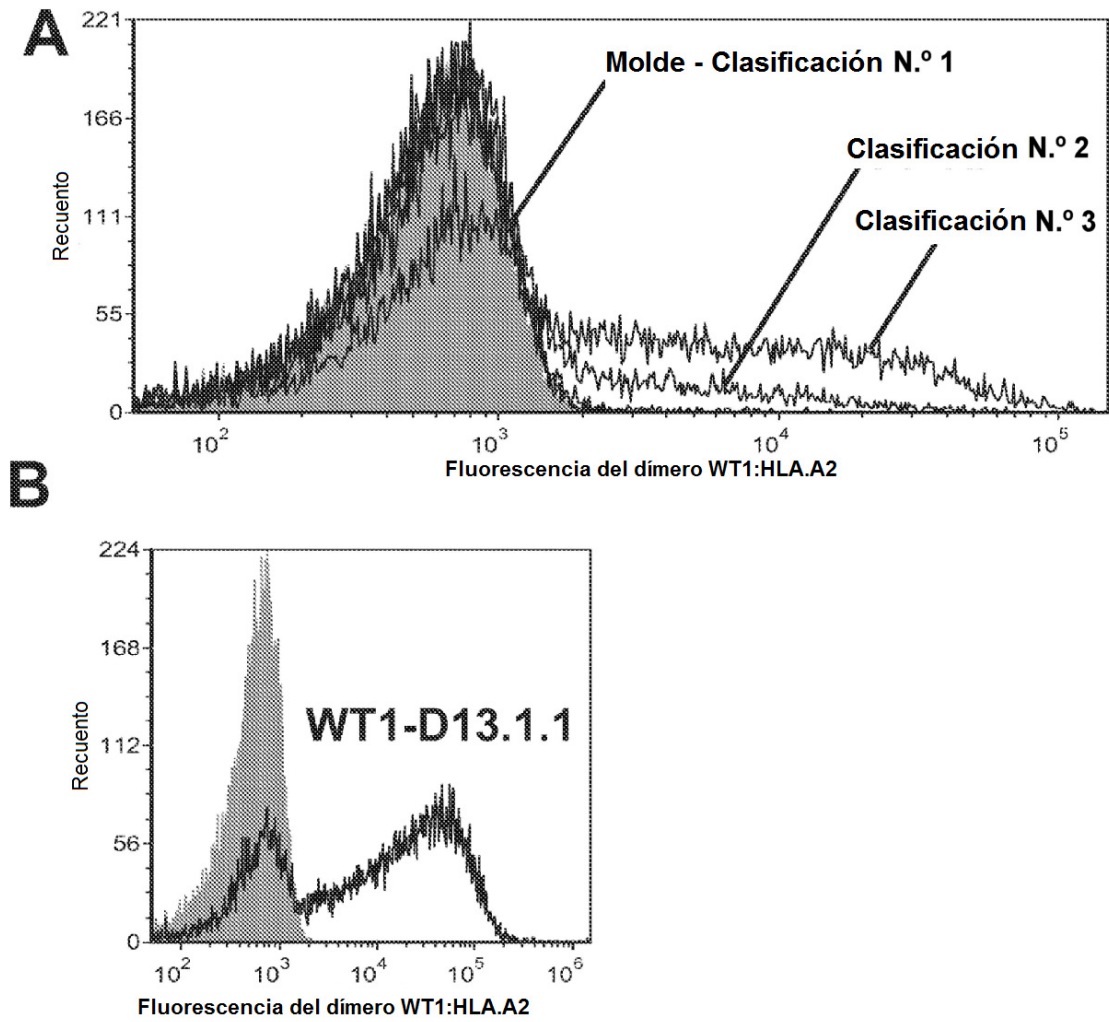 A
221
166
111
55
0
Recuento
Molde - Clasificación N.º 1
Clasificación N.º 2
Clasificación N.º 3
10²
10³
10⁴
10⁵
Fluorescencia del dímero WT1:HLA.A2
B
224
168
112
56
0
Recuento
WT1-D13.1.1
10²
10³
10⁴
10⁵
10⁶
Fluorescencia del dímero WT1:HLA.A2